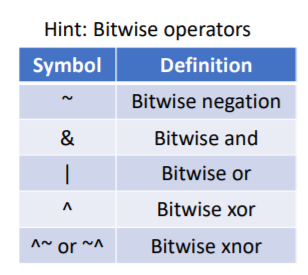 Hint: Bitwise operators
Symbol Definition
~ Bitwise negation
& Bitwise and
| Bitwise or
^ Bitwise xor
^~ or ~^ Bitwise xnor